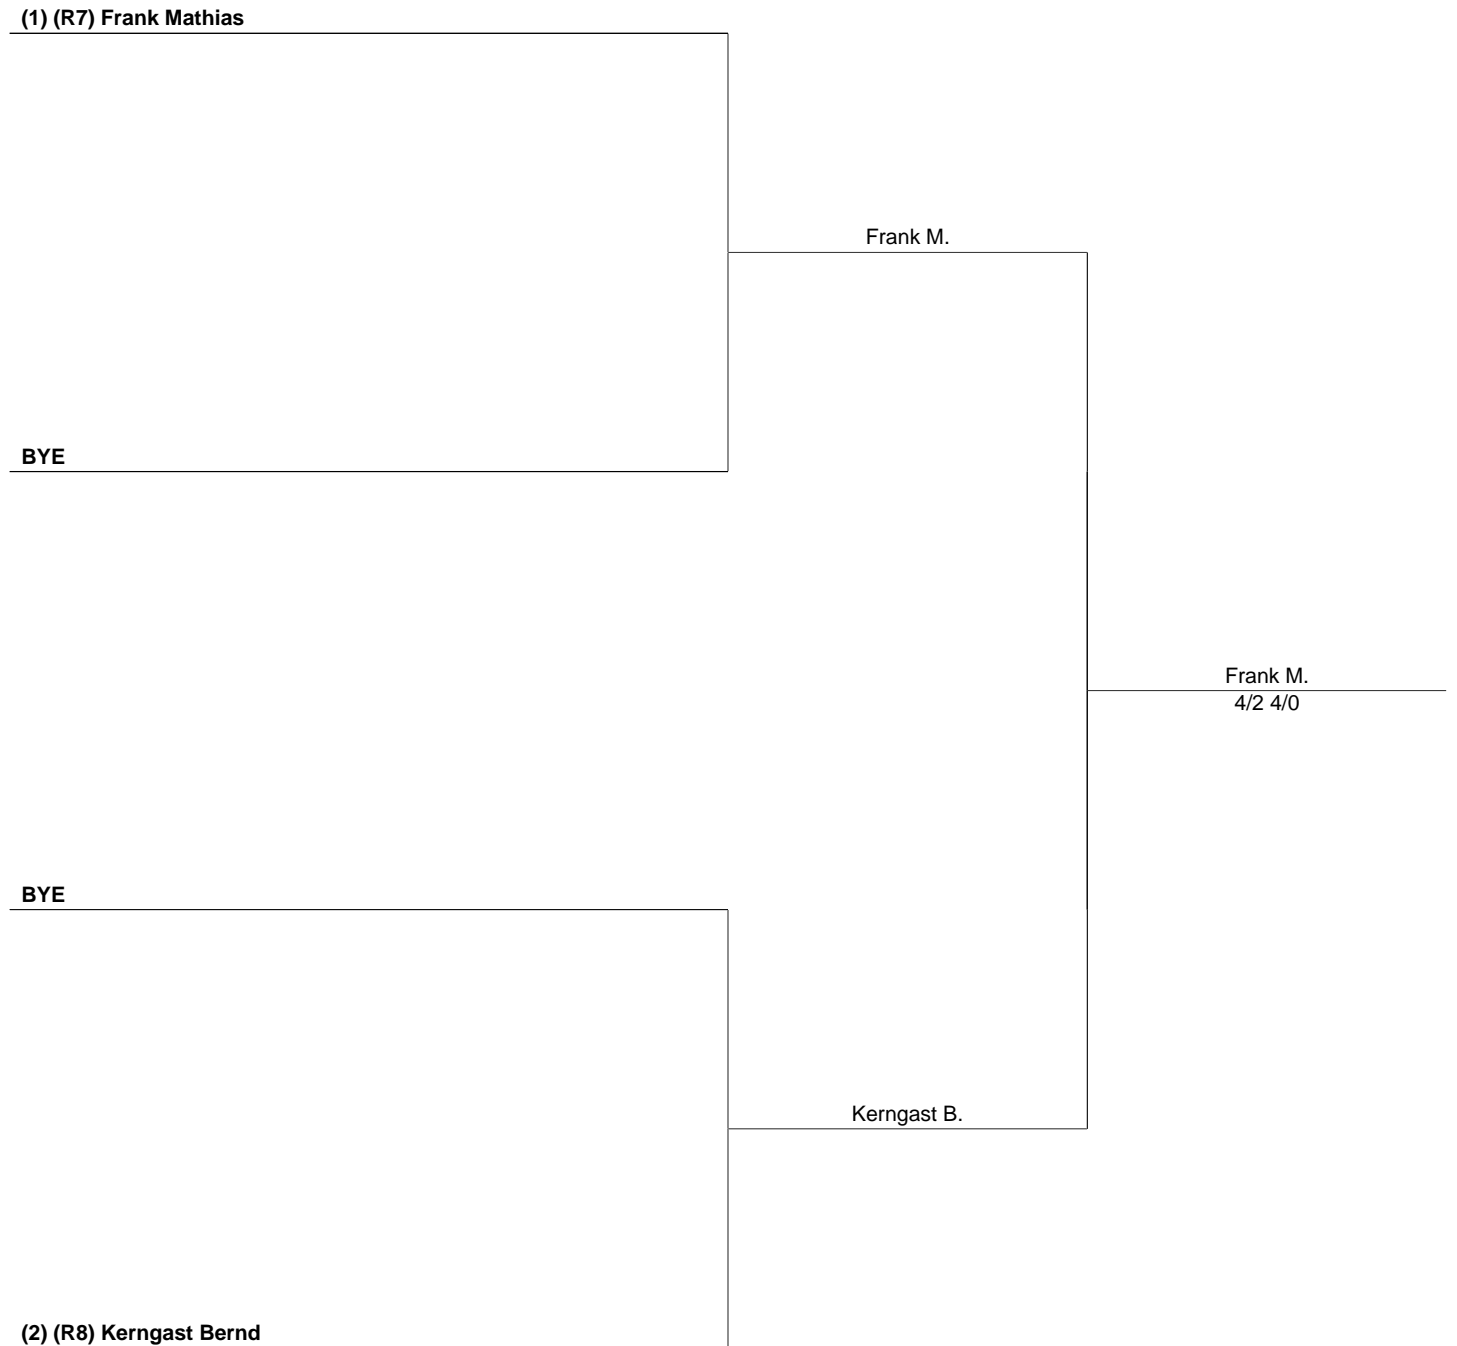 (1) (R7) Frank Mathias
Frank M.
BYE
Frank M.
4/2 4/0
BYE
Kerngast B.
(2) (R8) Kerngast Bernd